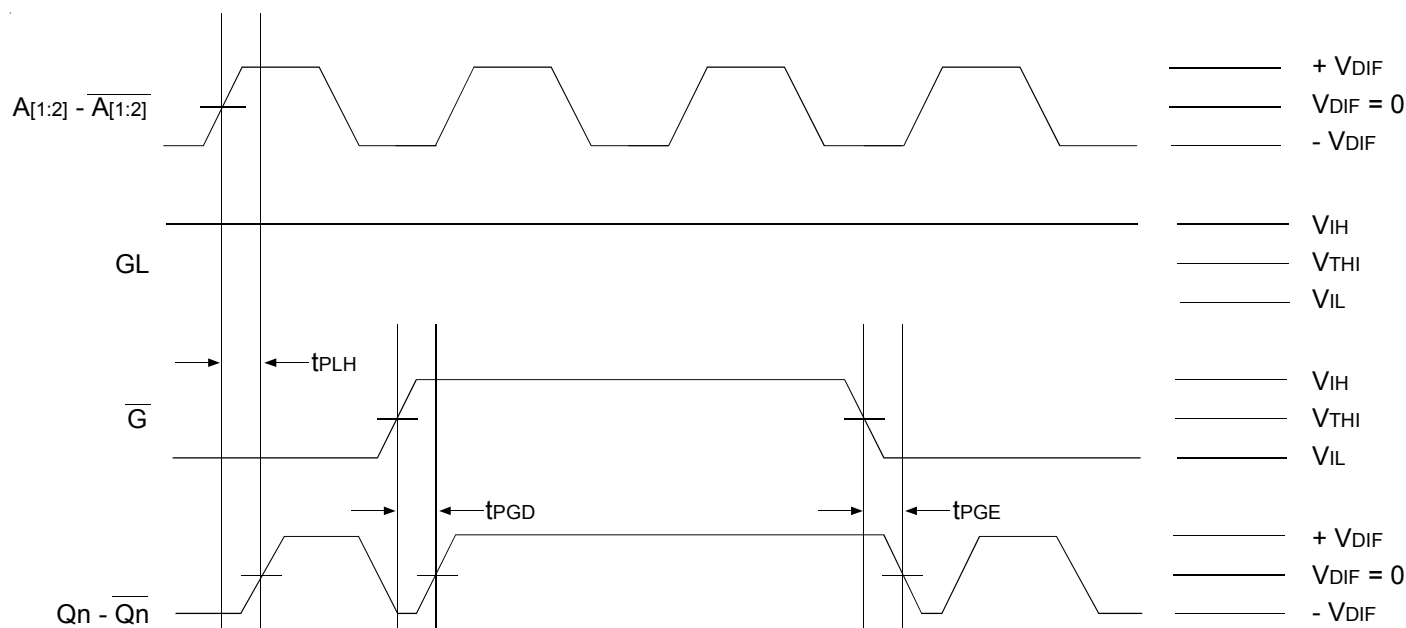 A[1:2] - A[1:2]
+ VDIF
VDIF = 0
- VDIF
GL
VIH
VTHI
VIL
tPLH
G
VIH
VTHI
VIL
tPGD
tPGE
Qn - Qn
+ VDIF
VDIF = 0
- VDIF